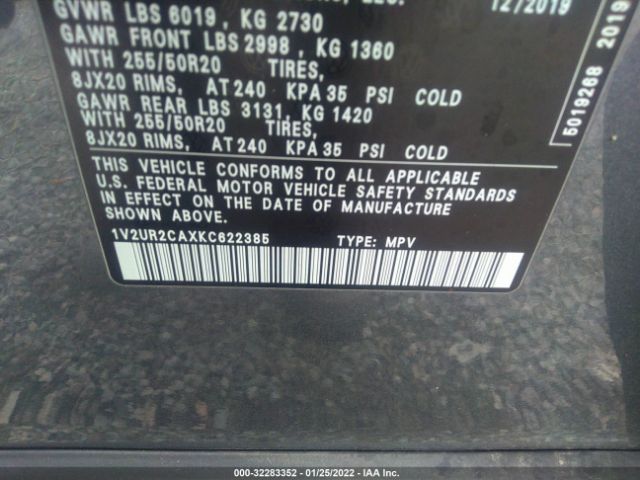 12/2019
GVWR LBS 6019, KG 2730
GAWR FRONT LBS 2998, KG 1360
WITH 255/50R20 TIRES,
8JX20 RIMS, AT 240 KPA 35 PSI COLD
GAWR REAR LBS 3131, KG 1420
WITH 255/50R20 TIRES,
8JX20 RIMS, AT 240 KPA 35 PSI COLD
THIS VEHICLE CONFORMS TO ALL APPLICABLE
U.S. FEDERAL MOTOR VEHICLE SAFETY STANDARDS
IN EFFECT ON THE DATE OF MANUFACTURE
SHOWN ABOVE.
1V2UR2CAXKC622385 TYPE: MPV
5019268 2019
000-32283352 — 01/25/2022 — IAA Inc.